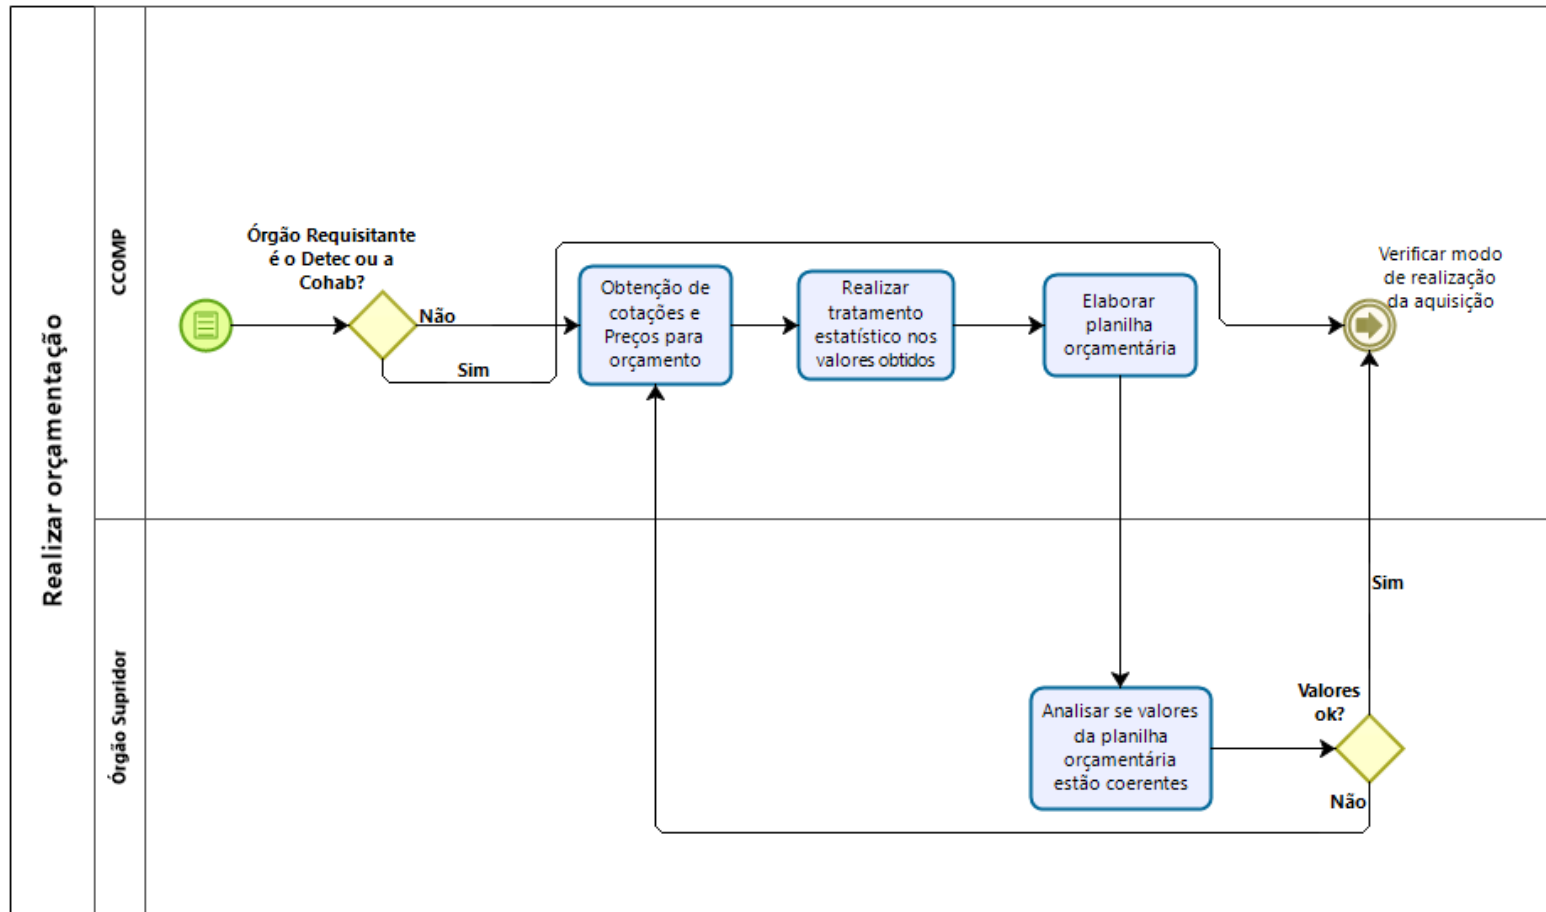 Realizar orçamentação
CCOMP
Órgão Requisitante
é o Detec ou a
Cohab?
Não
Sim
Obtenção de
cotações e
Preços para
orçamento
Realizar
tratamento
estatístico nos
valores obtidos
Elaborar
planilha
orçamentária
Verificar modo
de realização
da aquisição
Órgão Supridor
Analisar se valores
da planilha
orçamentária
estão coerentes
Valores
ok?
Sim
Não